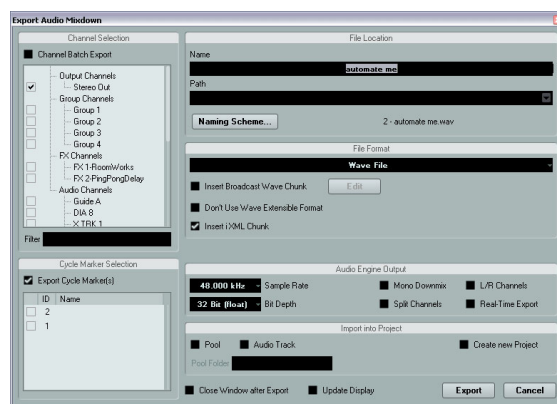 Export Audio Mixdown
Channel Selection
Channel Batch Export
Output Channels
Stereo Out
Group Channels
Group 1
Group 2
Group 3
Group 4
FX Channels
FX 1-RoomWorks
FX 2-PingPongDelay
Audio Channels
Guide A
DIA 8
X TRK 1
Filter
Cycle Marker Selection
Export Cycle Marker(s)
ID Name
2
1
File Location
Name
automate me
Path
Naming Scheme...
2 - automate me.wav
File Format
Wave File
Insert Broadcast Wave Chunk
Edit
Don't Use Wave Extensible Format
Insert iXML Chunk
Audio Engine Output
48.000 kHz Sample Rate Mono Downmix L/R Channels
32 Bit (float) Bit Depth Split Channels Real-Time Export
Import into Project
Pool Audio Track Create new Project
Pool Folder
Close Window after Export Update Display Export Cancel